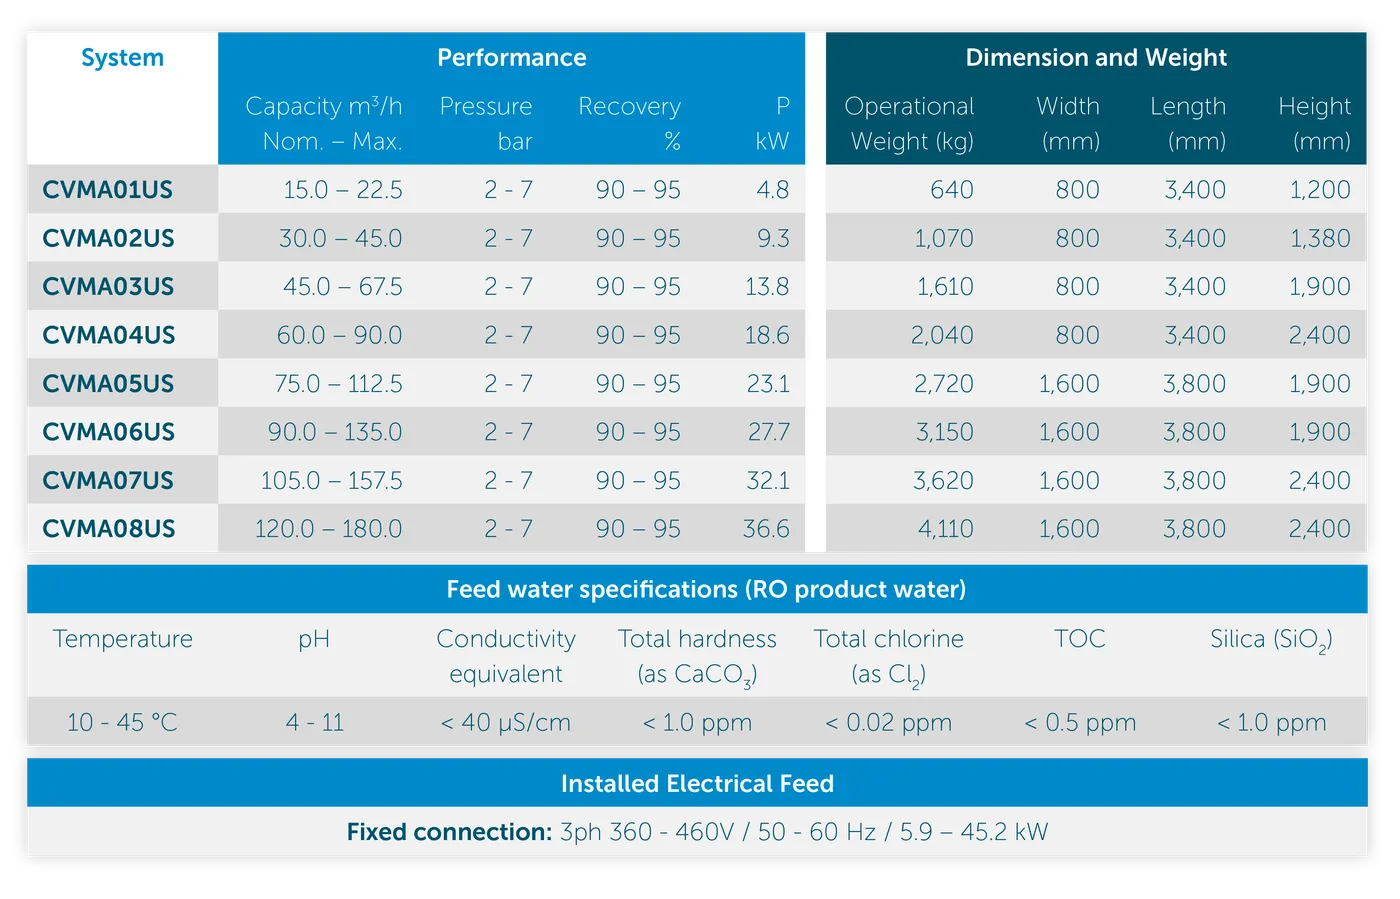 System Performance Dimension and Weight
Capacity m³/h Pressure Recovery P Operational Width Length Height
Nom. – Max. bar % kW Weight (kg) (mm) (mm) (mm)
CVMA01US 15.0 – 22.5 2 - 7 90 – 95 4.8 640 800 3,400 1,200
CVMA02US 30.0 – 45.0 2 - 7 90 – 95 9.3 1,070 800 3,400 1,380
CVMA03US 45.0 – 67.5 2 - 7 90 – 95 13.8 1,610 800 3,400 1,900
CVMA04US 60.0 – 90.0 2 - 7 90 – 95 18.6 2,040 800 3,400 2,400
CVMA05US 75.0 – 112.5 2 - 7 90 – 95 23.1 2,720 1,600 3,800 1,900
CVMA06US 90.0 – 135.0 2 - 7 90 – 95 27.7 3,150 1,600 3,800 1,900
CVMA07US 105.0 – 157.5 2 - 7 90 – 95 32.1 3,620 1,600 3,800 2,400
CVMA08US 120.0 – 180.0 2 - 7 90 – 95 36.6 4,110 1,600 3,800 2,400
Feed water specifications (RO product water)
Temperature pH Conductivity Total hardness Total chlorine TOC Silica (SiO₂)
equivalent (as CaCO₃) (as Cl₂)
10 - 45 °C 4 - 11 < 40 µS/cm < 1.0 ppm < 0.02 ppm < 0.5 ppm < 1.0 ppm
Installed Electrical Feed
Fixed connection: 3ph 360 - 460V / 50 - 60 Hz / 5.9 – 45.2 kW